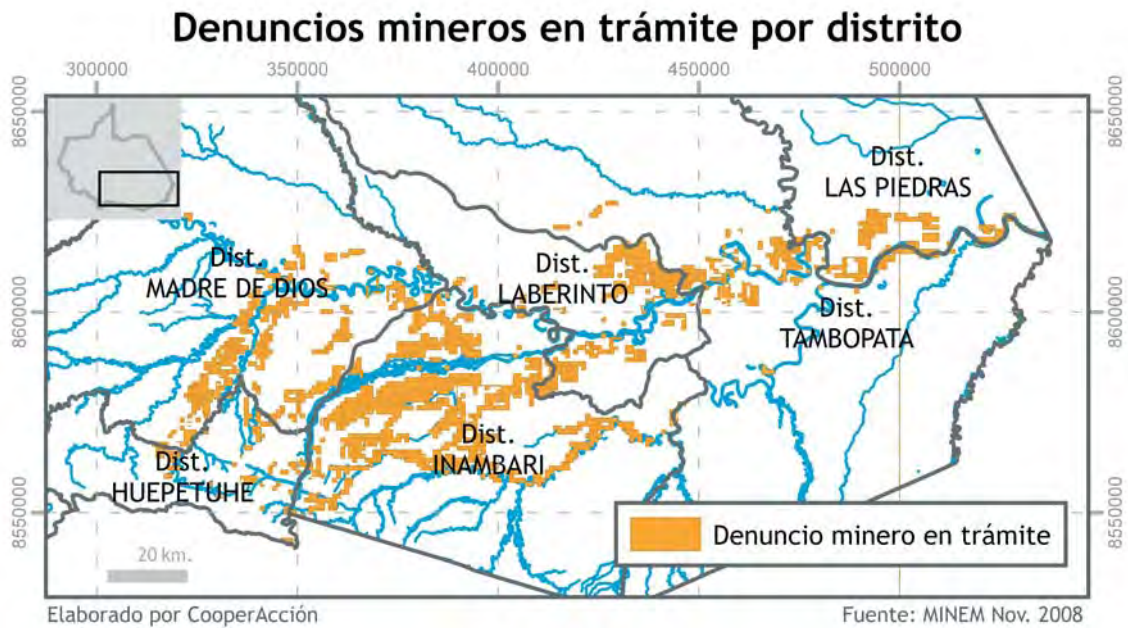 Denuncios mineros en trámite por distrito
300000 350000 400000 450000 500000
8650000 8650000
Dist.
LAS PIEDRAS
Dist.
MADRE DE DIOS
Dist.
LABERINTO
8600000 8600000
Dist.
TAMBOPATA
Dist.
INAMBARI
Dist.
HUEPETUHE
8550000 8550000
Denuncio minero en trámite
20 km.
Elaborado por CooperAcción Fuente: MINEM Nov. 2008